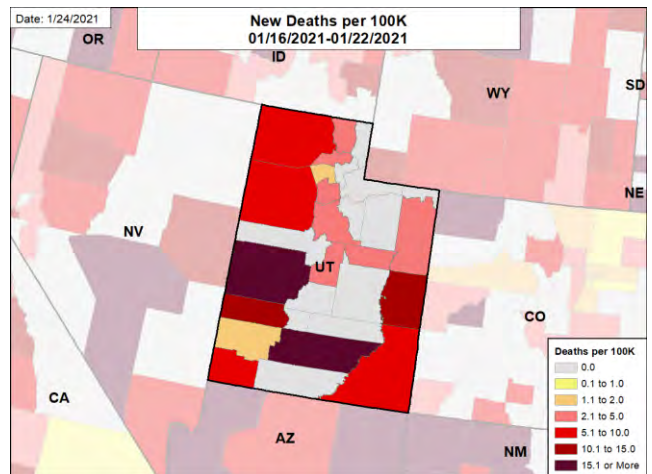 Date: 1/24/2021
New Deaths per 100K
01/16/2021-01/22/2021
OR
ID
WY
SD
NE
NV
UT
CO
CA
AZ
NM
Deaths per 100K
0.0
0.1 to 1.0
1.1 to 2.0
2.1 to 5.0
5.1 to 10.0
10.1 to 15.0
15.1 or More